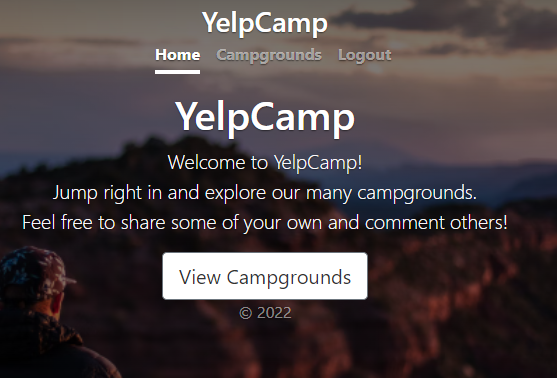 YelpCamp
Home Campgrounds Logout
YelpCamp
Welcome to YelpCamp!
Jump right in and explore our many campgrounds.
Feel free to share some of your own and comment others!
View Campgrounds
© 2022